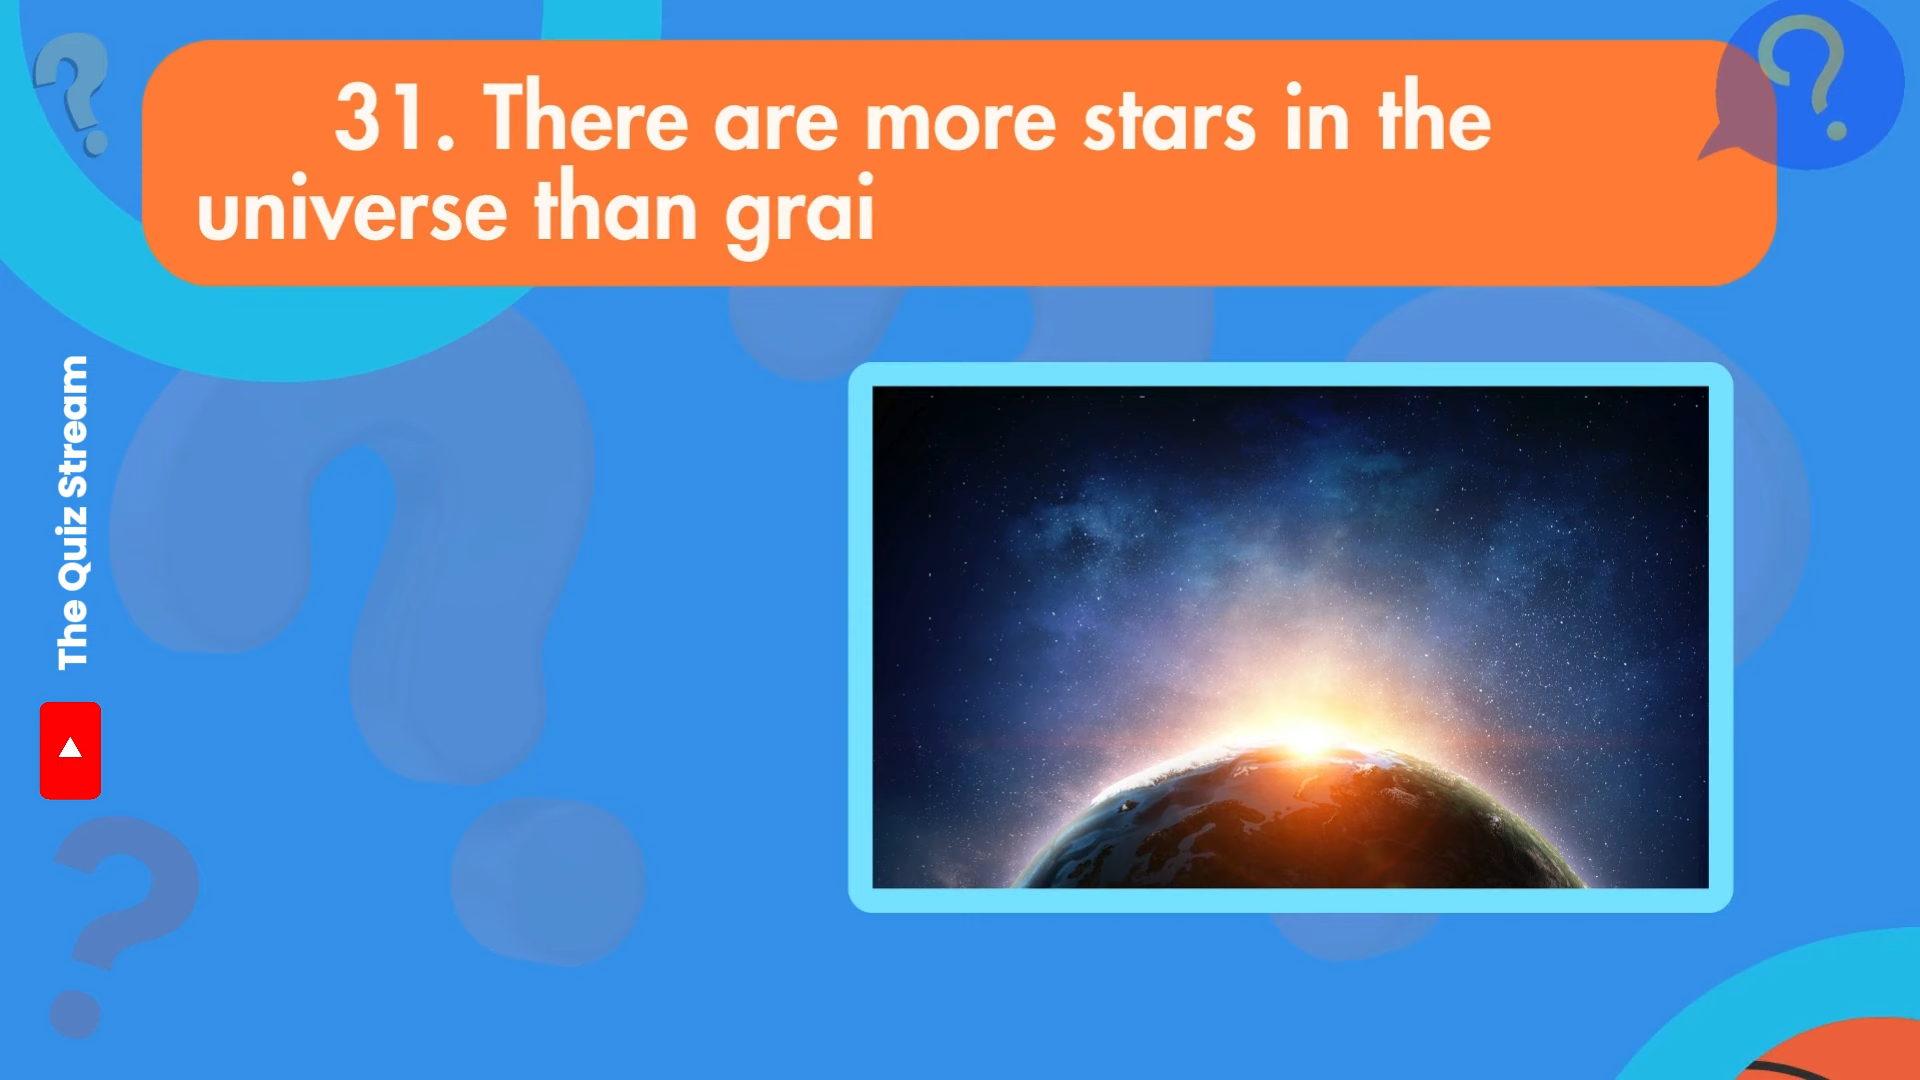 31. There are more stars in the
universe than grai
The Quiz Stream